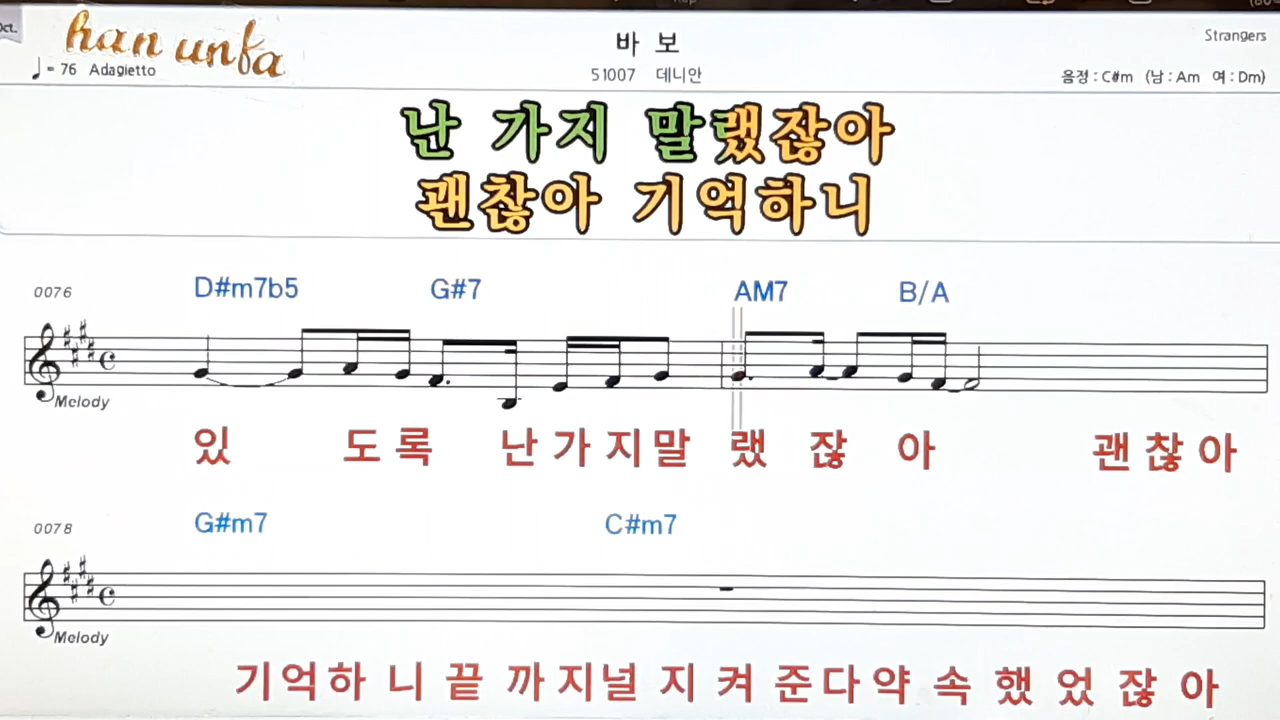 han unfa
바 보
Strangers
♩= 76 Adagietto
51007 데니안
음정 : C#m (남 : Am 여 : Dm)
난 가지 말랬잖아
괜찮아 기억하니
0076
D#m7b5 G#7 AM7 B/A
Melody
있 도 록 난 가 지 말 랬 잖 아 괜 찮 아
0078
G#m7 C#m7
Melody
기 억 하 니 끝 까 지 널 지 켜 준 다 약 속 했 었 잖 아